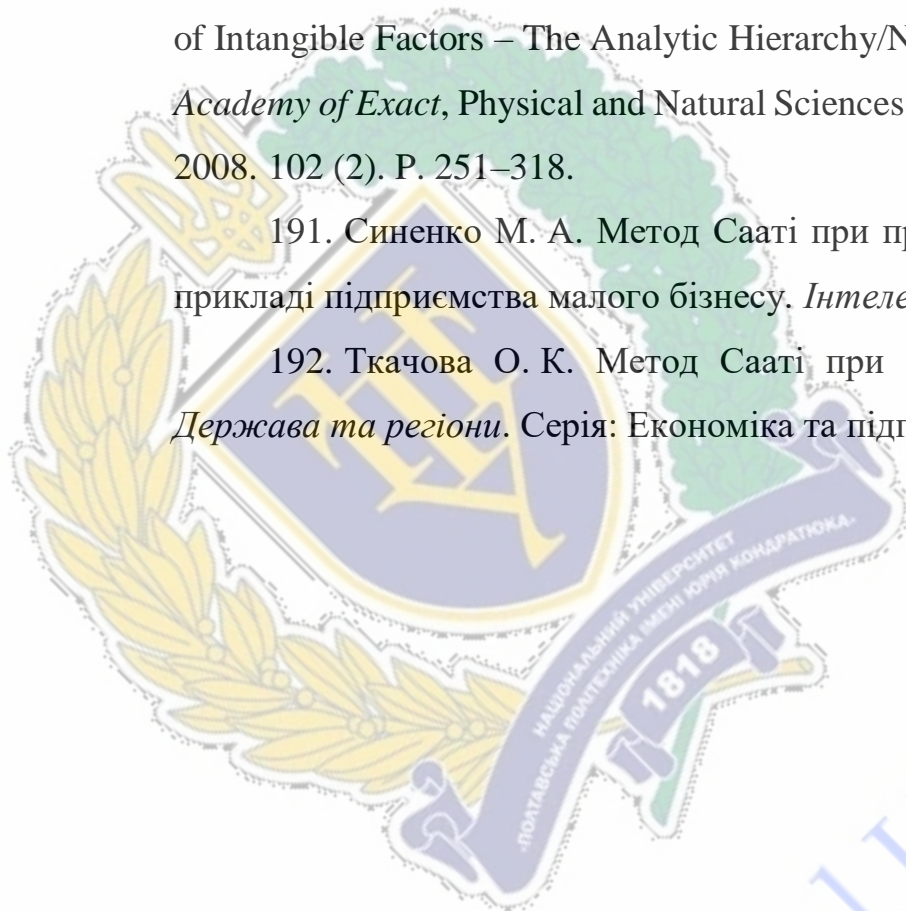 of Intangible Factors – The Analytic Hierarchy/N
Academy of Exact, Physical and Natural Sciences
2008. 102 (2). P. 251–318.
191. Синенко М. А. Метод Сааті при пр
прикладі підприємства малого бізнесу. Інтеле
192. Ткачова О. К. Метод Сааті при
Держава та регіони. Серія: Економіка та підп
НАЦІОНАЛЬНИЙ УНІВЕРСИТЕТ
«ПОЛТАВСЬКА ПОЛІТЕХНІКА ІМЕНІ ЮРІЯ КОНДРАТЮКА»
1818